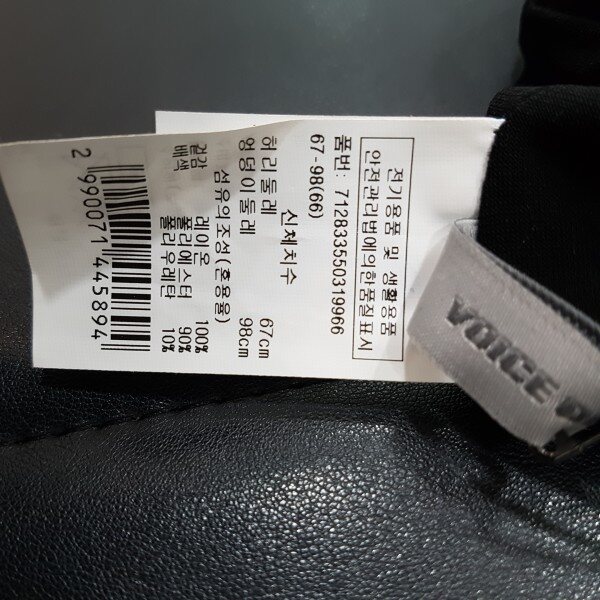 전기용품 및 생활용품
안전관리법에의한품질표시
품번: 712833550319966
67-98(66)
신체치수
허리둘레 67cm
엉덩이둘레 98cm
섬유의조성(혼용율)
겉감 레이온 100%
배색 폴리에스터 90%
폴리우레탄 10%
2 990071 445894
VOICE